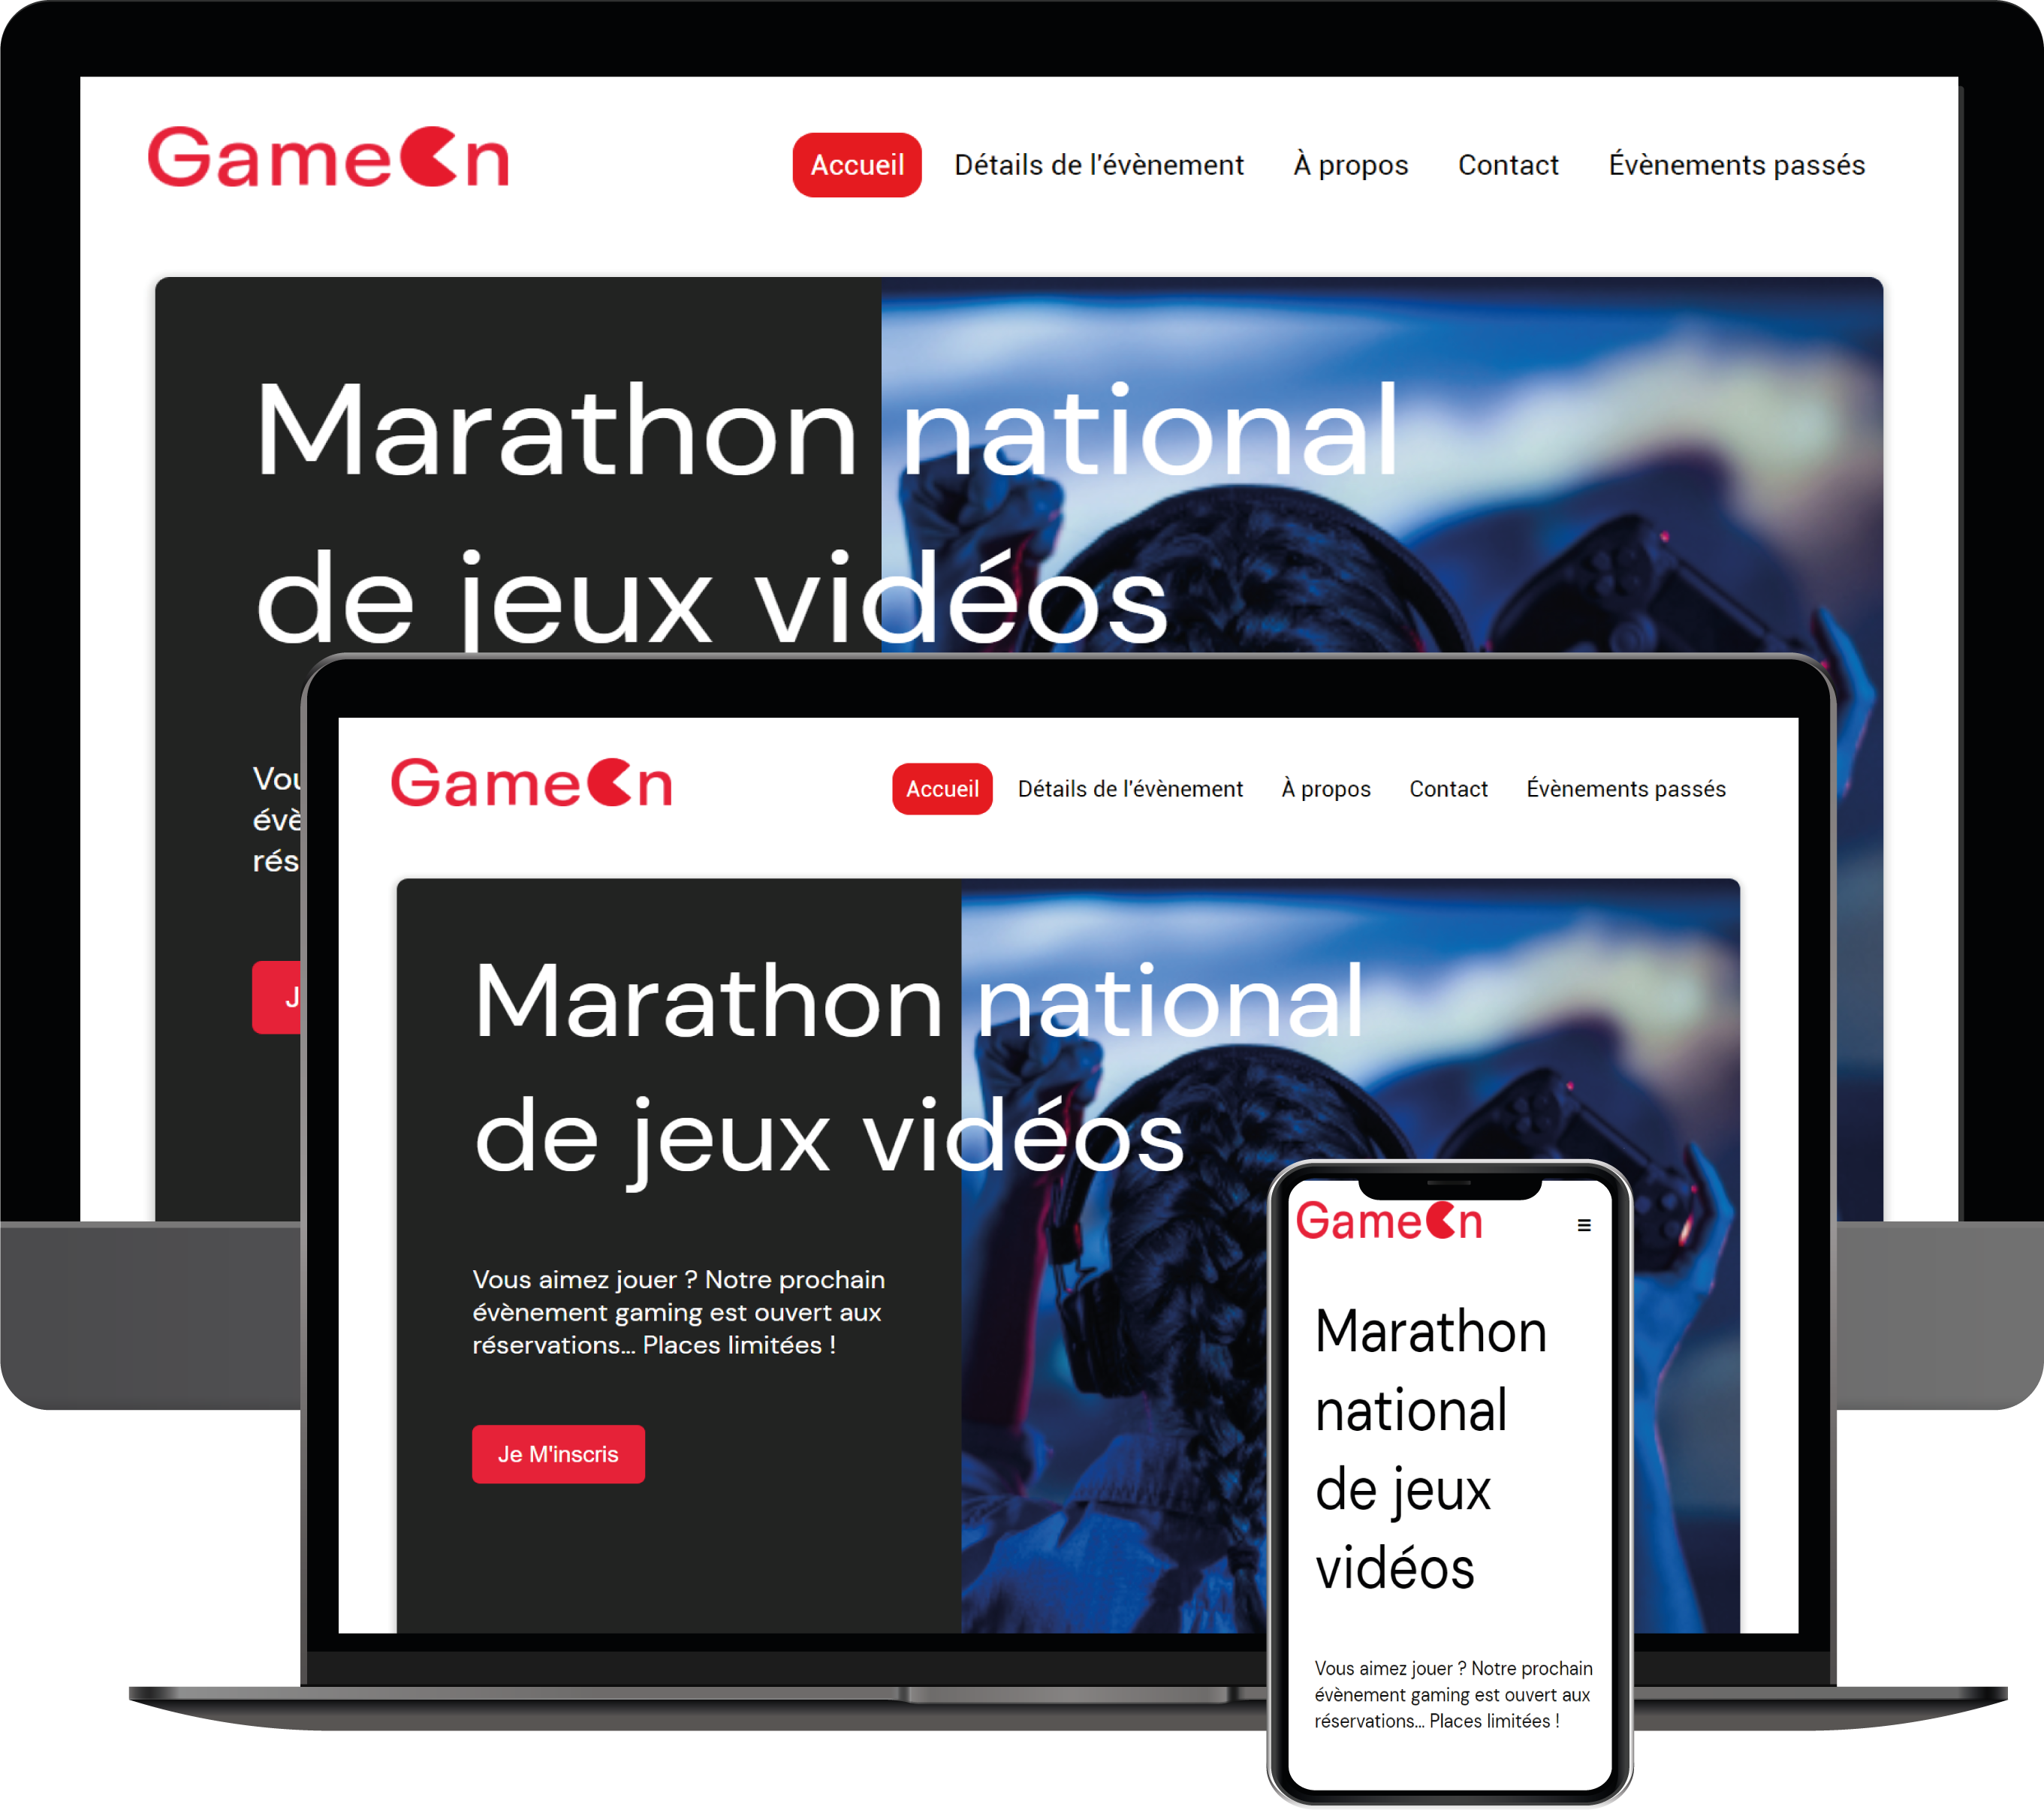 GameOn
Accueil Détails de l'évènement À propos Contact Évènements passés
Marathon national
de jeux vidéos
GameOn
Accueil Détails de l'évènement À propos Contact Évènements passés
Marathon national
de jeux vidéos
Vous aimez jouer ? Notre prochain
évènement gaming est ouvert aux
réservations... Places limitées !
Je M'inscris
GameOn
Marathon
national
de jeux
vidéos
Vous aimez jouer ? Notre prochain
évènement gaming est ouvert aux
réservations... Places limitées !